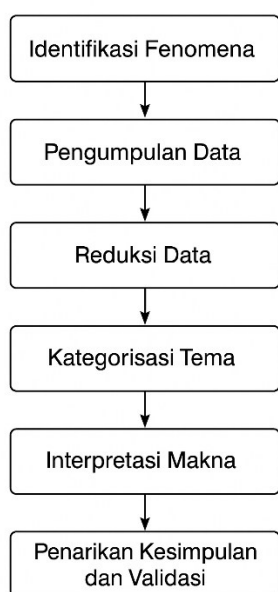 Identifikasi Fenomena
Pengumpulan Data
Reduksi Data
Kategorisasi Tema
Interpretasi Makna
Penarikan Kesimpulan
dan Validasi